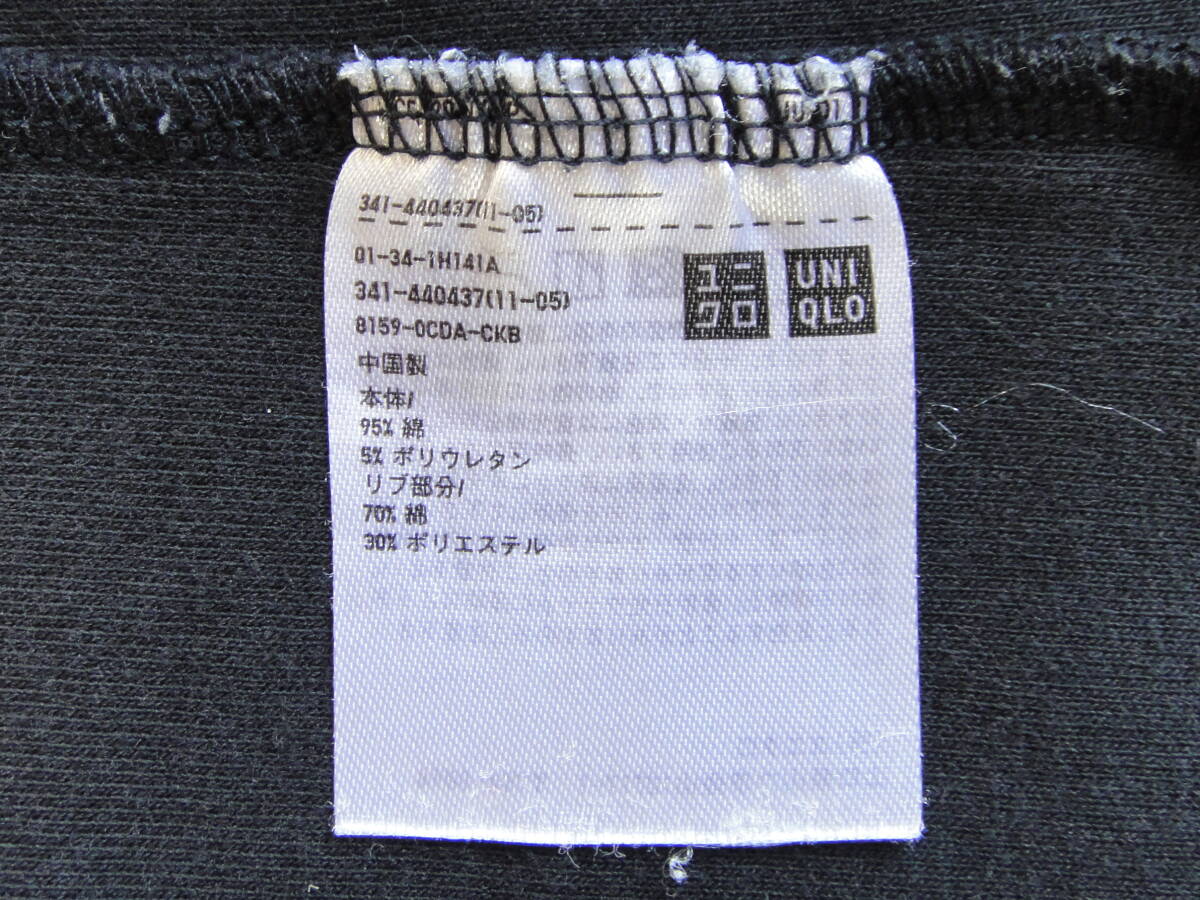 341-440437(11-05)
01-34-1H141A
341-440437(11-05)
8159-0CDA-CKB
中国製
本体/
95% 綿
5% ポリウレタン
リブ部分/
70% 綿
30% ポリエステル
ユニ
クロ
UNI
QLO